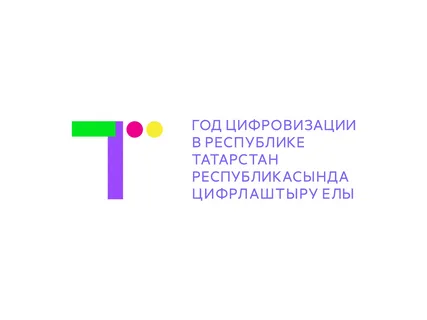 ГОД ЦИФРОВИЗАЦИИ
В РЕСПУБЛИКЕ
ТАТАРСТАН
РЕСПУБЛИКАСЫНДА
ЦИФРЛАШТЫРУ ЕЛЫ